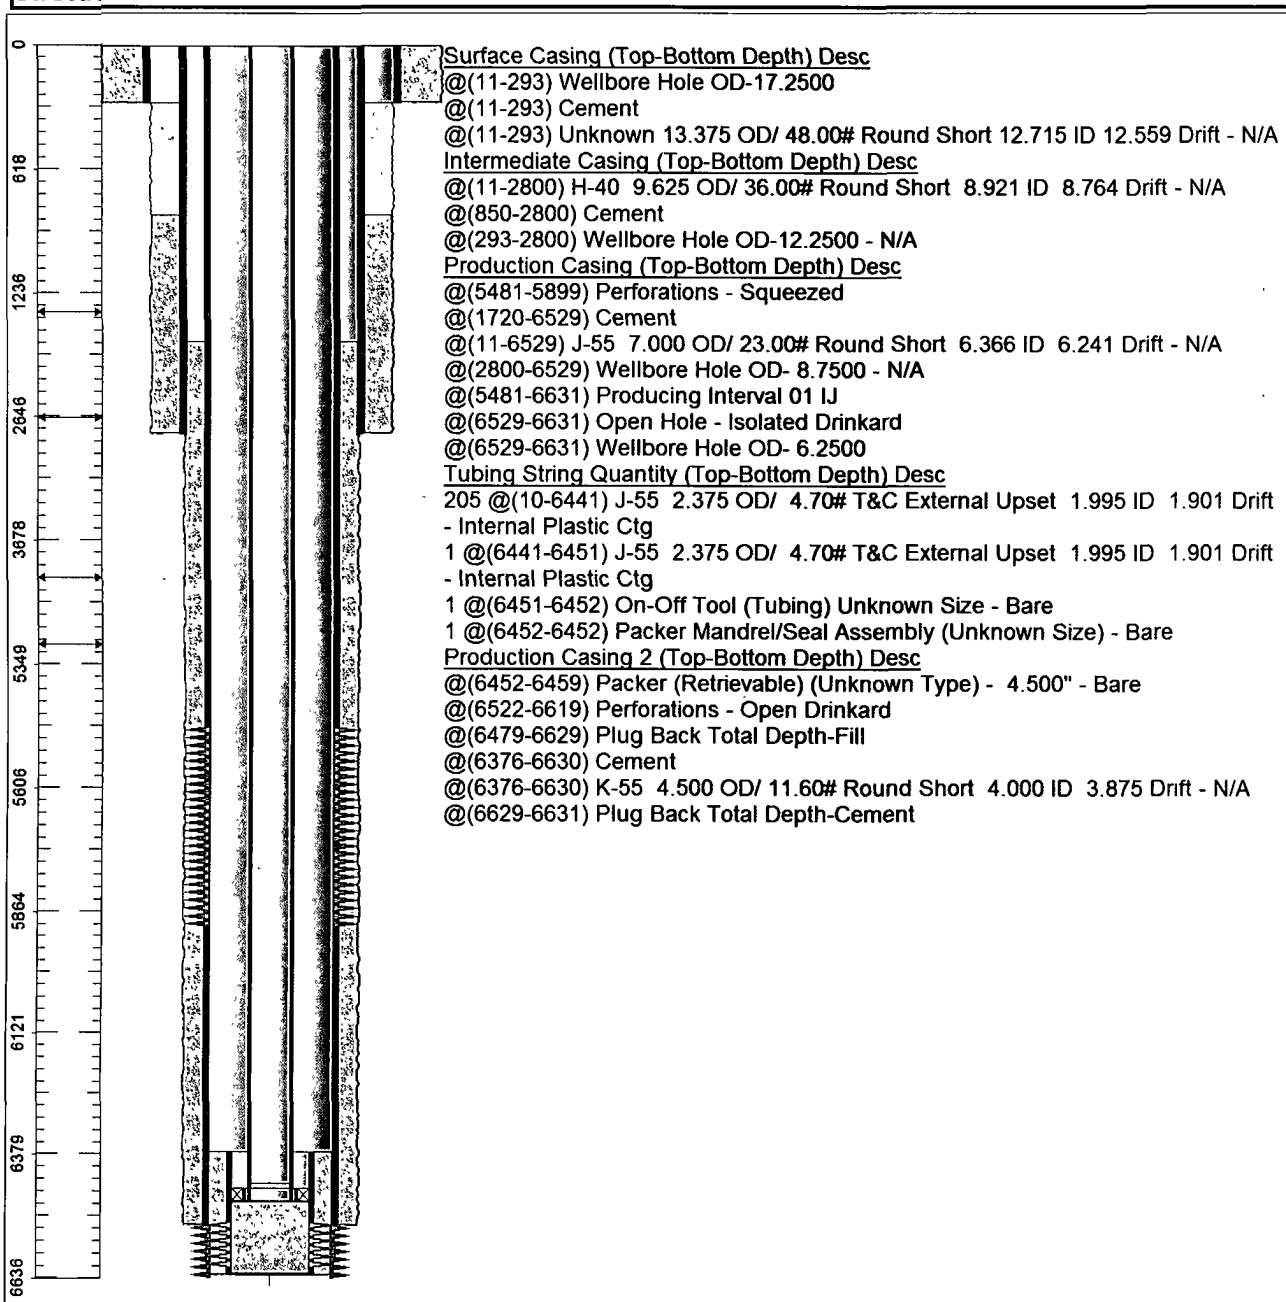 0
618
1236
2646
3878
5349
5606
5864
6121
6379
6636
Surface Casing (Top-Bottom Depth) Desc
@(11-293) Wellbore Hole OD-17.2500
@(11-293) Cement
@(11-293) Unknown 13.375 OD/ 48.00# Round Short 12.715 ID 12.559 Drift - N/A
Intermediate Casing (Top-Bottom Depth) Desc
@(11-2800) H-40 9.625 OD/ 36.00# Round Short 8.921 ID 8.764 Drift - N/A
@(850-2800) Cement
@(293-2800) Wellbore Hole OD-12.2500 - N/A
Production Casing (Top-Bottom Depth) Desc
@(5481-5899) Perforations - Squeezed
@(1720-6529) Cement
@(11-6529) J-55 7.000 OD/ 23.00# Round Short 6.366 ID 6.241 Drift - N/A
@(2800-6529) Wellbore Hole OD- 8.7500 - N/A
@(5481-6631) Producing Interval 01 IJ
@(6529-6631) Open Hole - Isolated Drinkard
@(6529-6631) Wellbore Hole OD- 6.2500
Tubing String Quantity (Top-Bottom Depth) Desc
205 @(10-6441) J-55 2.375 OD/ 4.70# T&C External Upset 1.995 ID 1.901 Drift
- Internal Plastic Ctg
1 @(6441-6451) J-55 2.375 OD/ 4.70# T&C External Upset 1.995 ID 1.901 Drift
- Internal Plastic Ctg
1 @(6451-6452) On-Off Tool (Tubing) Unknown Size - Bare
1 @(6452-6452) Packer Mandrel/Seal Assembly (Unknown Size) - Bare
Production Casing 2 (Top-Bottom Depth) Desc
@(6452-6459) Packer (Retrievable) (Unknown Type) - 4.500" - Bare
@(6522-6619) Perforations - Open Drinkard
@(6479-6629) Plug Back Total Depth-Fill
@(6376-6630) Cement
@(6376-6630) K-55 4.500 OD/ 11.60# Round Short 4.000 ID 3.875 Drift - N/A
@(6629-6631) Plug Back Total Depth-Cement